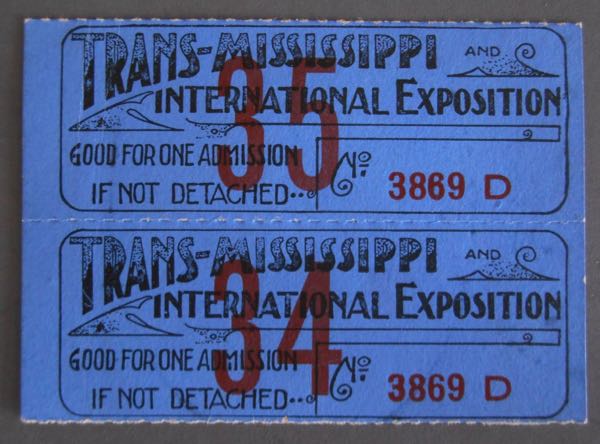 TRANS-MISSISSIPPI AND
INTERNATIONAL EXPOSITION
35
GOOD FOR ONE ADMISSION
IF NOT DETACHED..
No. 3869 D
TRANS-MISSISSIPPI AND
INTERNATIONAL EXPOSITION
34
GOOD FOR ONE ADMISSION
IF NOT DETACHED..
No. 3869 D